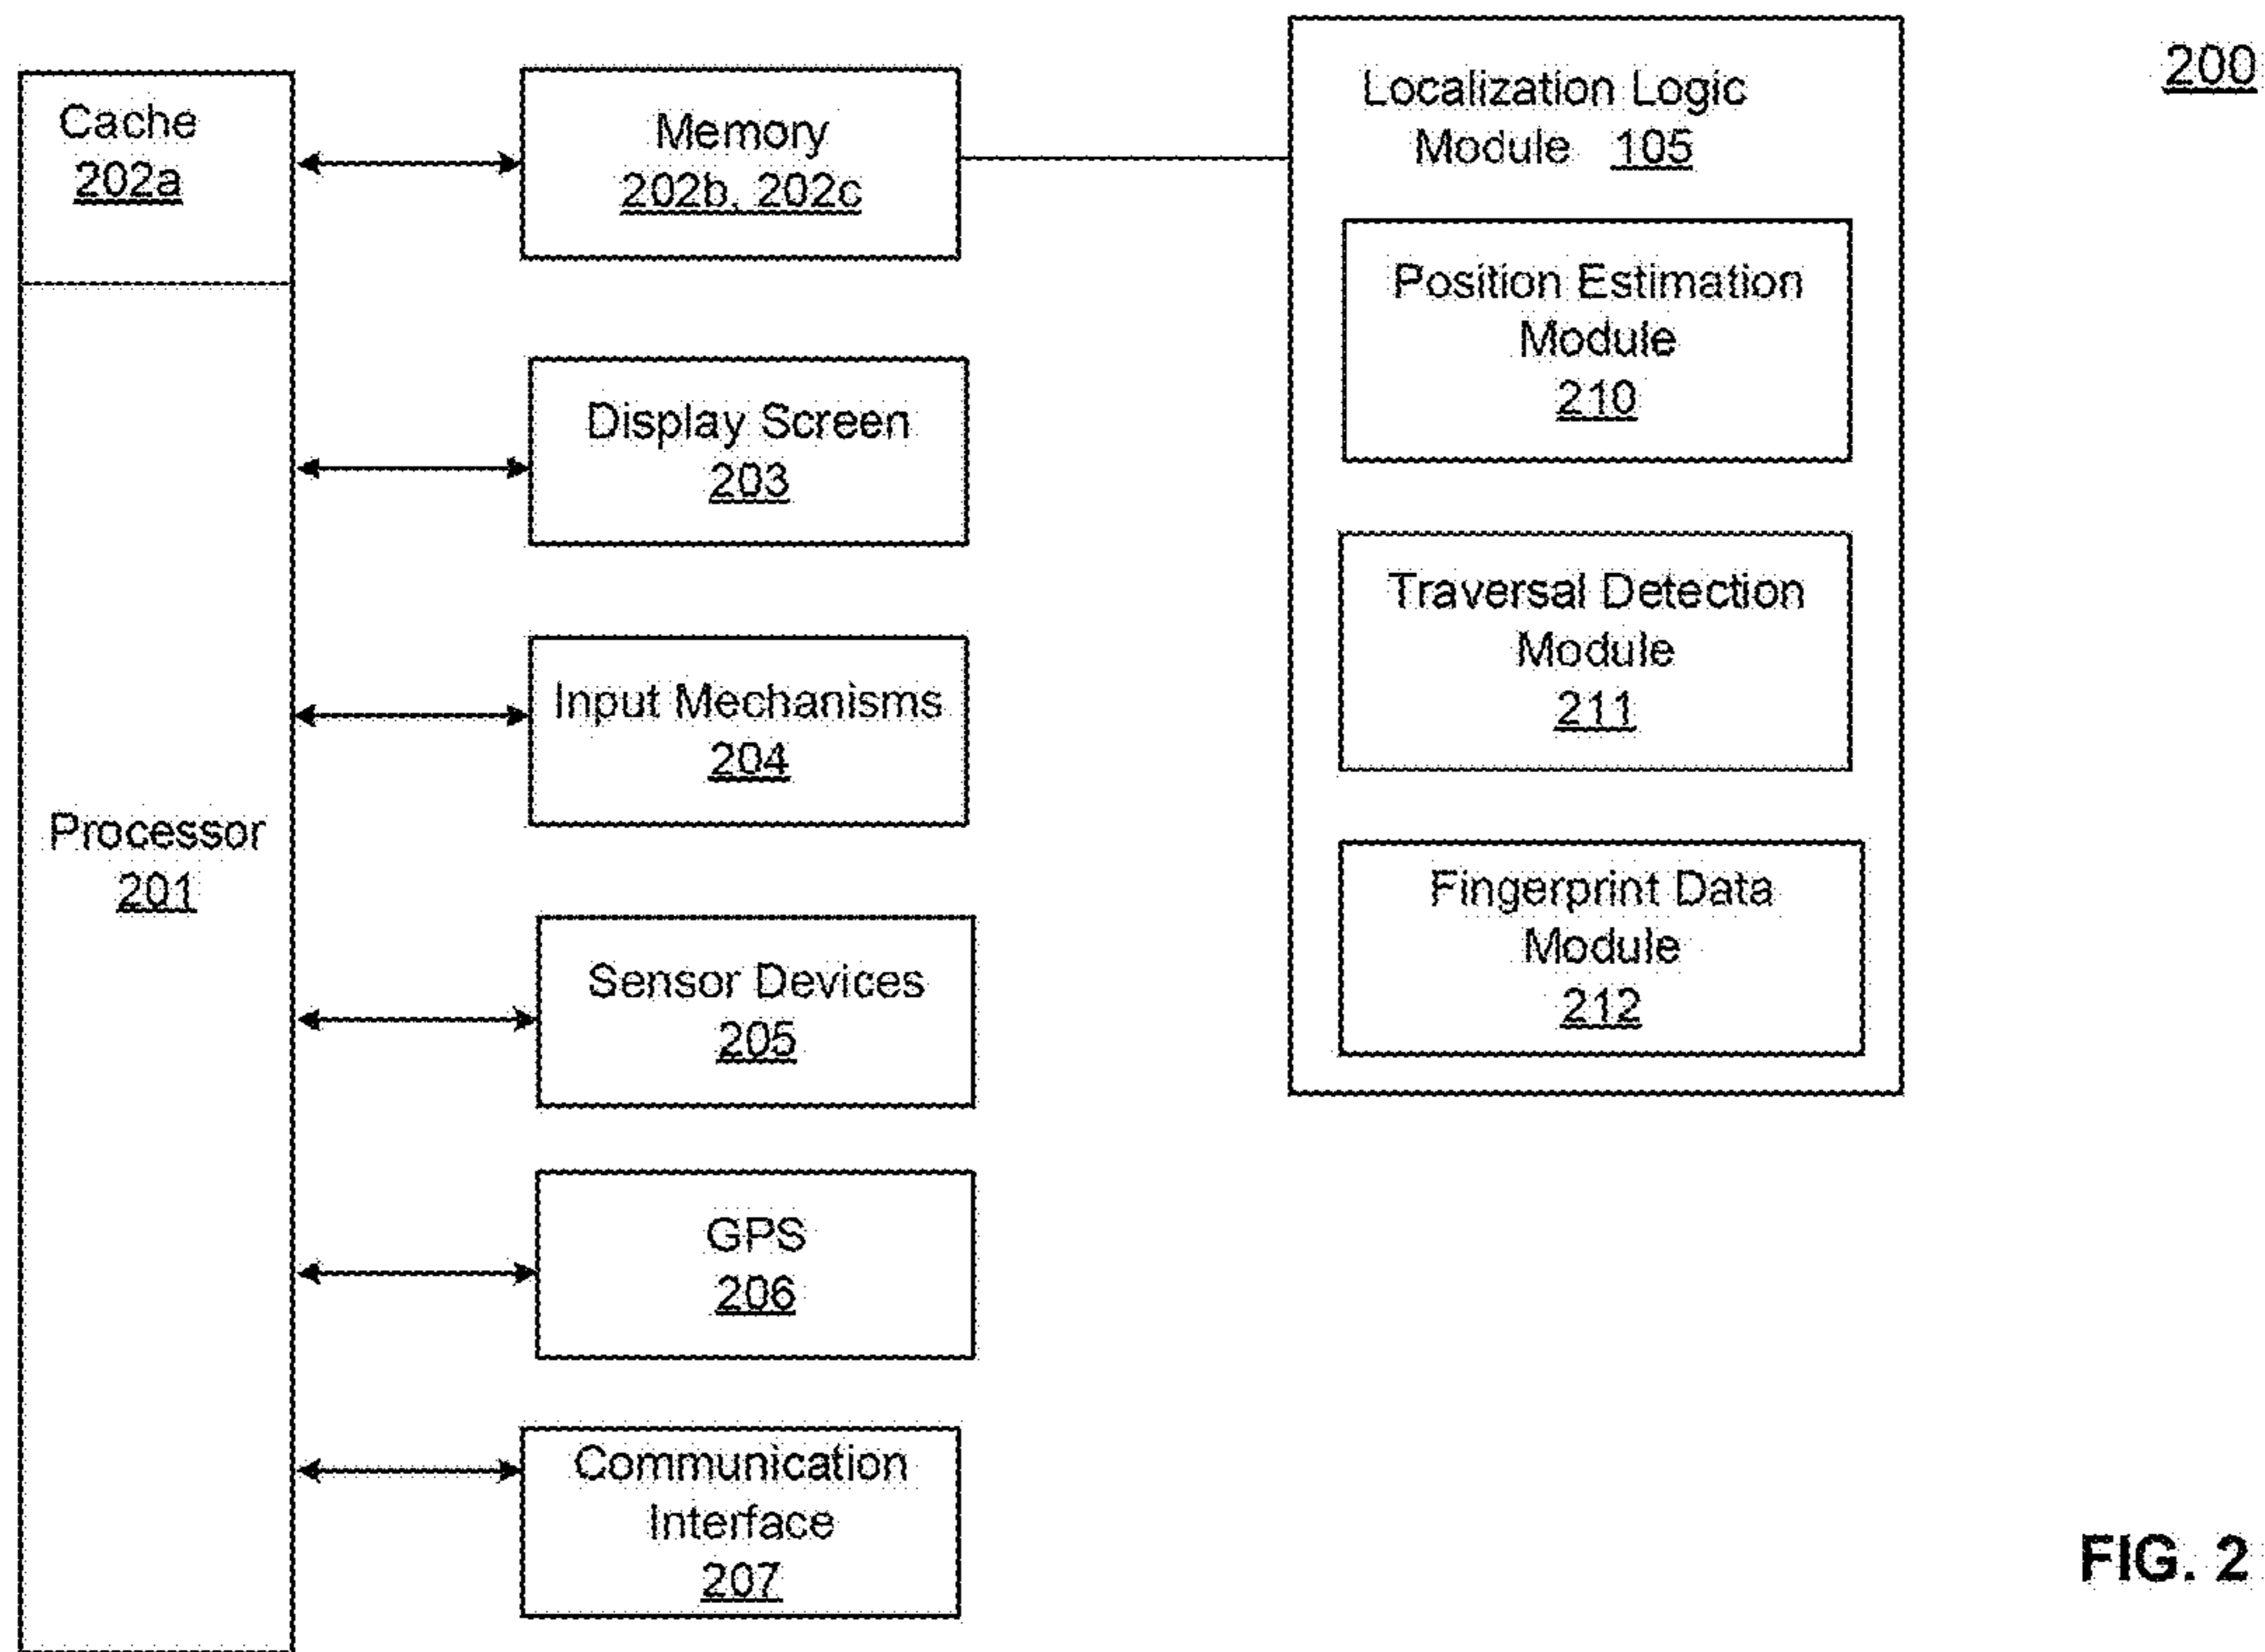 200
Cache
202a
Memory
202b, 202c
Localization Logic
Module 105
Position Estimation
Module
210
Display Screen
203
Traversal Detection
Module
211
Input Mechanisms
204
Processor
201
Fingerprint Data
Module
212
Sensor Devices
205
GPS
206
Communication
Interface
207
FIG. 2